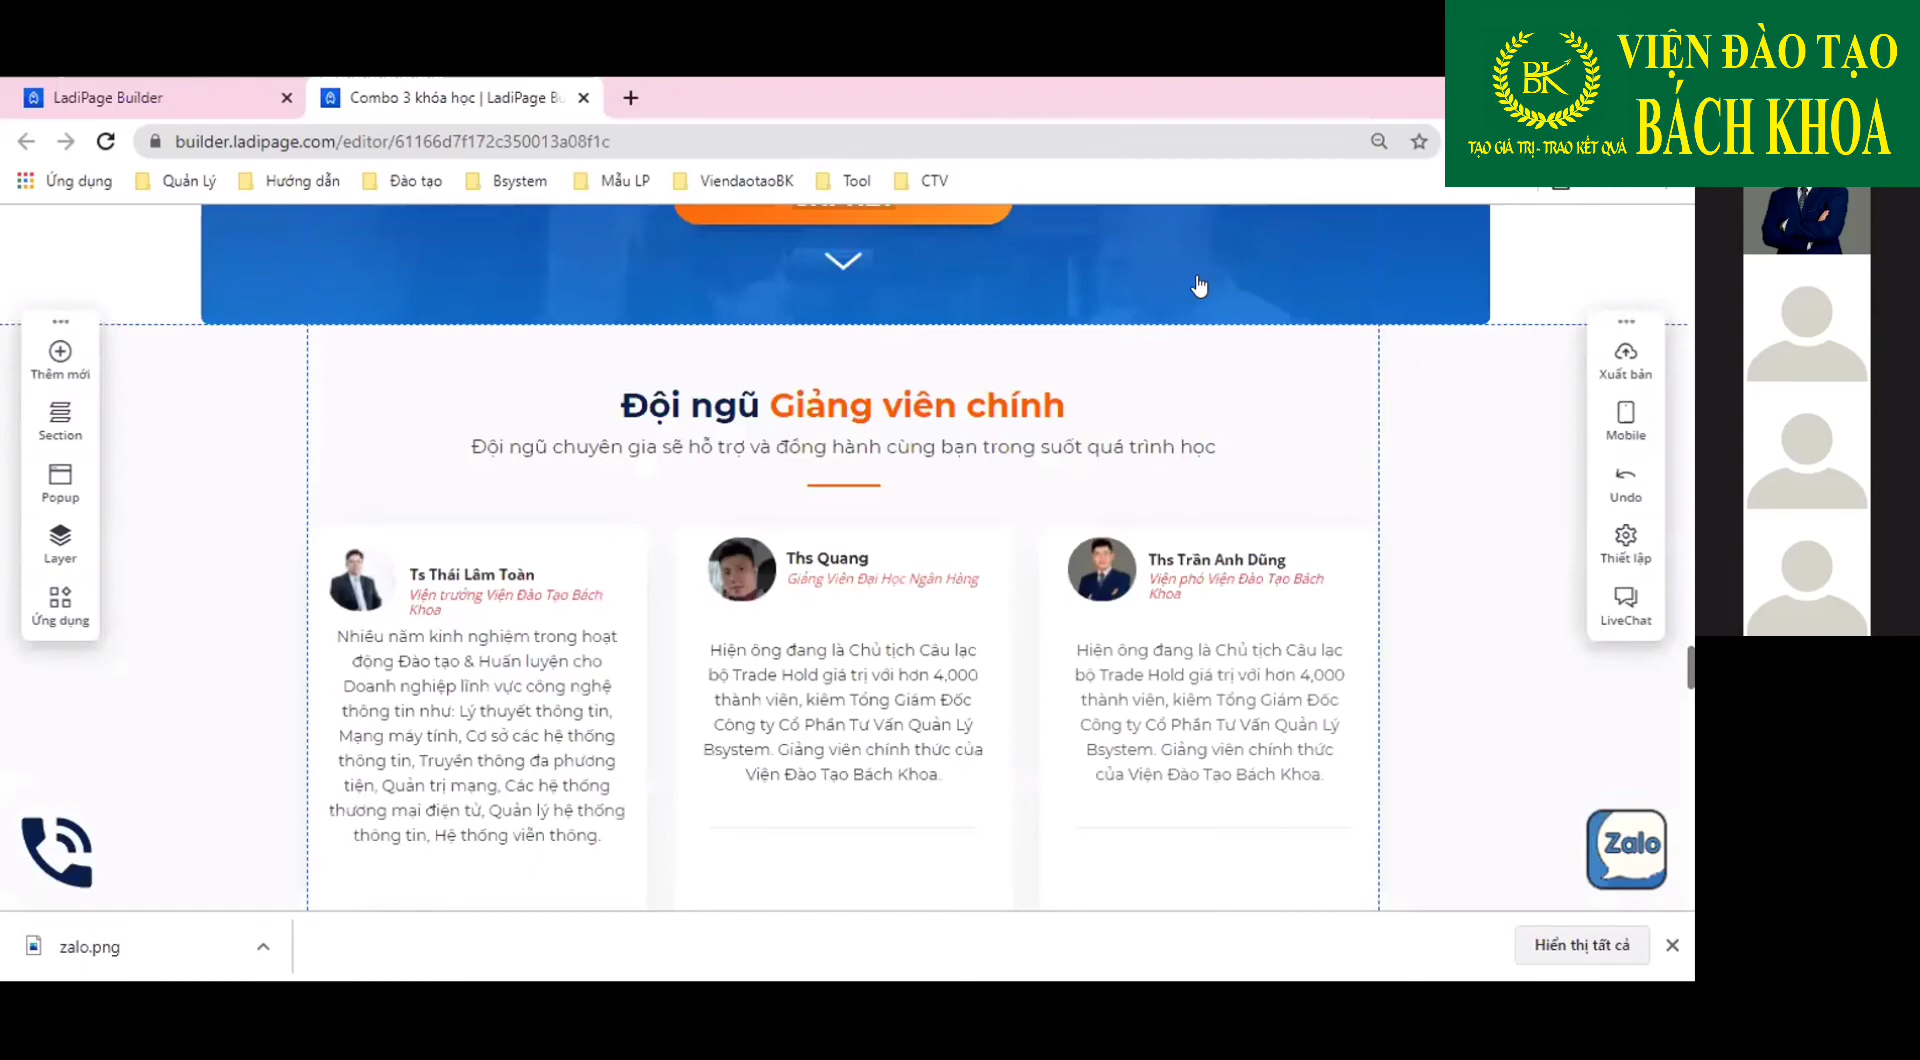 VIỆN ĐÀO TẠO
BÁCH KHOA
BK
TẠO GIÁ TRỊ - TRAO KẾT QUẢ
LadiPage Builder
Combo 3 khóa học | LadiPage Bu
builder.ladipage.com/editor/61166d7f172c350013a08f1c
Ứng dụng
Quản Lý
Hướng dẫn
Đào tạo
Bsystem
Mẫu LP
ViendaotaoBK
Tool
CTV
Thêm mới
Section
Popup
Layer
Ứng dụng
Đội ngũ Giảng viên chính
Đội ngũ chuyên gia sẽ hỗ trợ và đồng hành cùng bạn trong suốt quá trình học
Ts Thái Lâm Toàn
Viện trưởng Viện Đào Tạo Bách
Khoa
Nhiều năm kinh nghiệm trong hoạt
động Đào tạo & Huấn luyện cho
Doanh nghiệp lĩnh vực công nghệ
thông tin như: Lý thuyết thông tin,
Mạng máy tính, Cơ sở các hệ thống
thông tin, Truyền thông đa phương
tiện, Quản trị mạng, Các hệ thống
thương mại điện tử, Quản lý hệ thống
thông tin, Hệ thống viễn thông.
Ths Quang
Giảng Viên Đại Học Ngân Hàng
Hiện ông đang là Chủ tịch Câu lạc
bộ Trade Hold giá trị với hơn 4,000
thành viên, kiêm Tổng Giám Đốc
Công ty Cổ Phần Tư Vấn Quản Lý
Bsystem. Giảng viên chính thức của
Viện Đào Tạo Bách Khoa.
Ths Trần Anh Dũng
Viện phó Viện Đào Tạo Bách
Khoa
Hiện ông đang là Chủ tịch Câu lạc
bộ Trade Hold giá trị với hơn 4,000
thành viên, kiêm Tổng Giám Đốc
Công ty Cổ Phần Tư Vấn Quản Lý
Bsystem. Giảng viên chính thức
của Viện Đào Tạo Bách Khoa.
Xuất bản
Mobile
Undo
Thiết lập
LiveChat
Zalo
zalo.png
Hiển thị tất cả